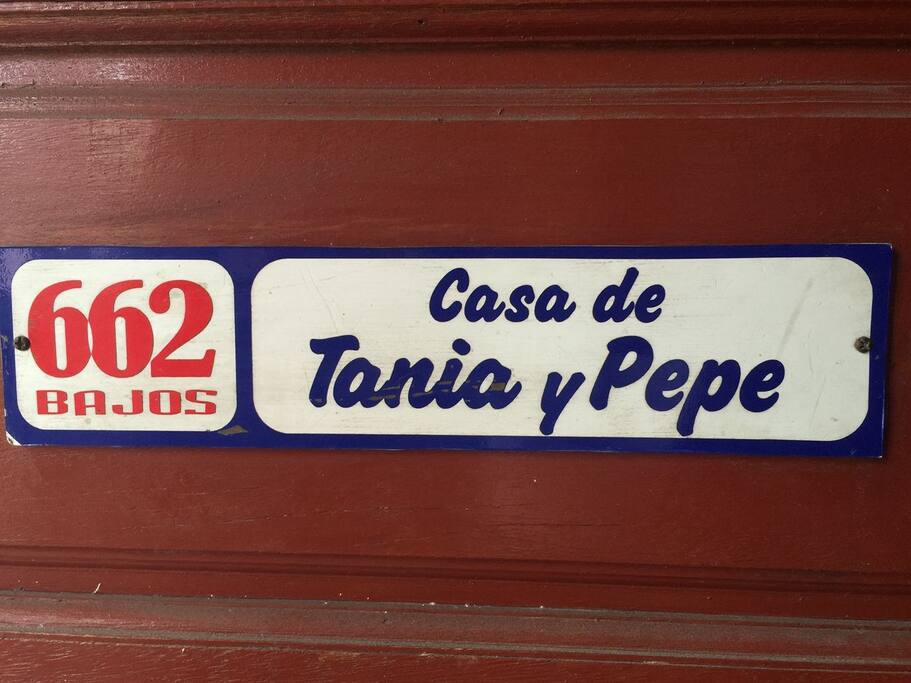 662
BAJOS
Casa de
Tania y Pepe